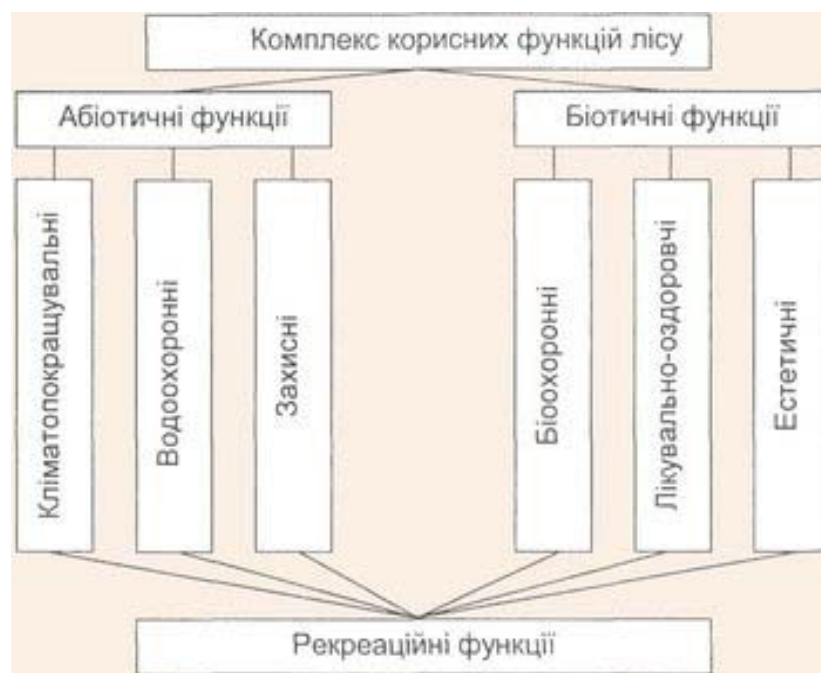 Комплекс корисних функцій лісу
Абіотичні функції
Біотичні функції
Кліматопокращувальні
Водоохоронні
Захисні
Біоохоронні
Лікувально-оздоровчі
Естетичні
Рекреаційні функції